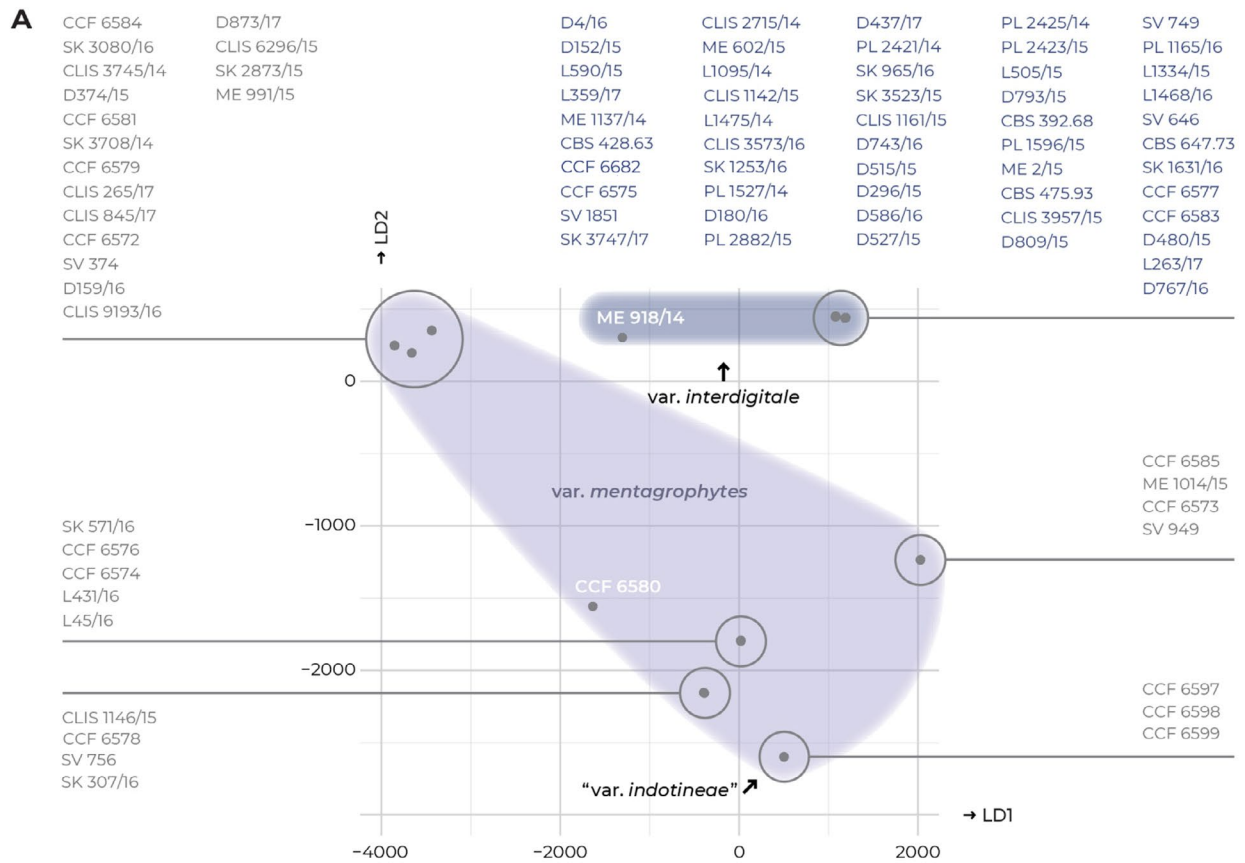 A
CCF 6584
SK 3080/16
CLIS 3745/14
D374/15
CCF 6581
SK 3708/14
CCF 6579
CLIS 265/17
CLIS 845/17
CCF 6572
SV 374
D159/16
CLIS 9193/16
D873/17
CLIS 6296/15
SK 2873/15
ME 991/15
D4/16
D152/15
L590/15
L359/17
ME 1137/14
CBS 428.63
CCF 6682
CCF 6575
SV 1851
SK 3747/17
CLIS 2715/14
ME 602/15
L1095/14
CLIS 1142/15
L1475/14
CLIS 3573/16
SK 1253/16
PL 1527/14
D180/16
PL 2882/15
D437/17
PL 2421/14
SK 965/16
SK 3523/15
CLIS 1161/15
D743/16
D515/15
D296/15
D586/16
D527/15
PL 2425/14
PL 2423/15
L505/15
D793/15
CBS 392.68
PL 1596/15
ME 2/15
CBS 475.93
CLIS 3957/15
D809/15
SV 749
PL 1165/16
L1334/15
L1468/16
SV 646
CBS 647.73
SK 1631/16
CCF 6577
CCF 6583
D480/15
L263/17
D767/16
→ LD2
ME 918/14
0
var. interdigitale
var. mentagrophytes
CCF 6585
ME 1014/15
CCF 6573
SV 949
−1000
SK 571/16
CCF 6576
CCF 6574
L431/16
L45/16
CCF 6580
−2000
CLIS 1146/15
CCF 6578
SV 756
SK 307/16
CCF 6597
CCF 6598
CCF 6599
“var. indotineae”
→ LD1
−4000
−2000
0
2000